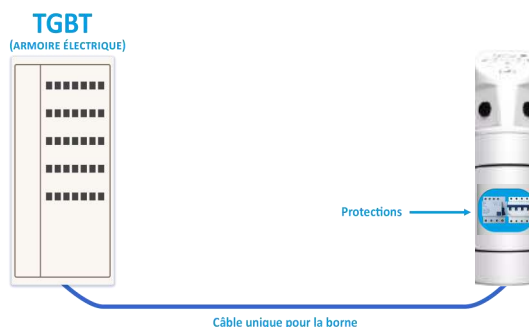 TGBT
(ARMOIRE ÉLECTRIQUE)
Protections
Câble unique pour la borne